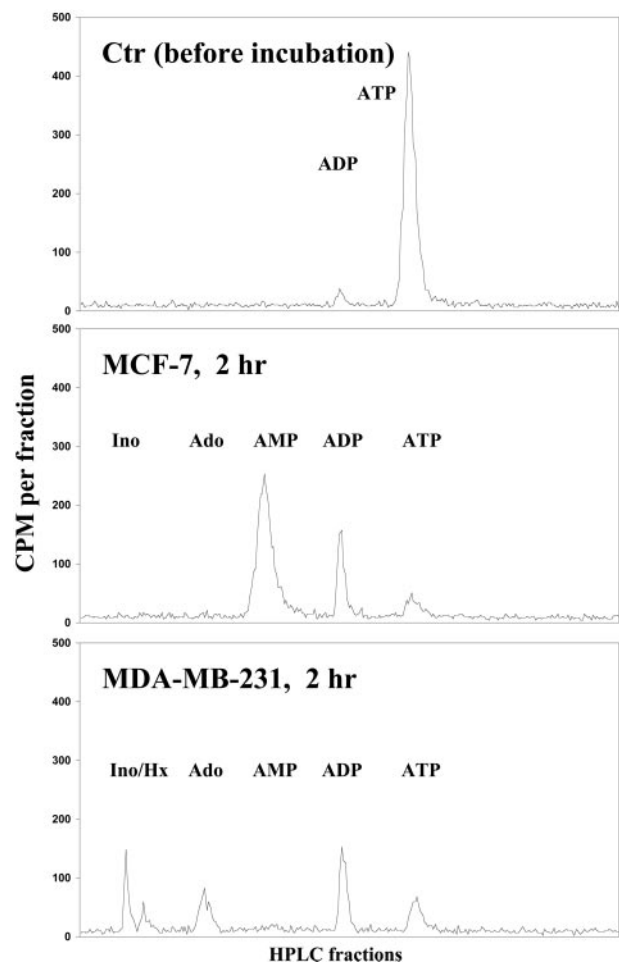 500
400
300
200
100
0
Ctr (before incubation)
ATP
ADP
CPM per fraction
500
400
300
200
100
0
MCF-7, 2 hr
Ino Ado AMP ADP ATP
500
400
300
200
100
0
MDA-MB-231, 2 hr
Ino/Hx Ado AMP ADP ATP
HPLC fractions